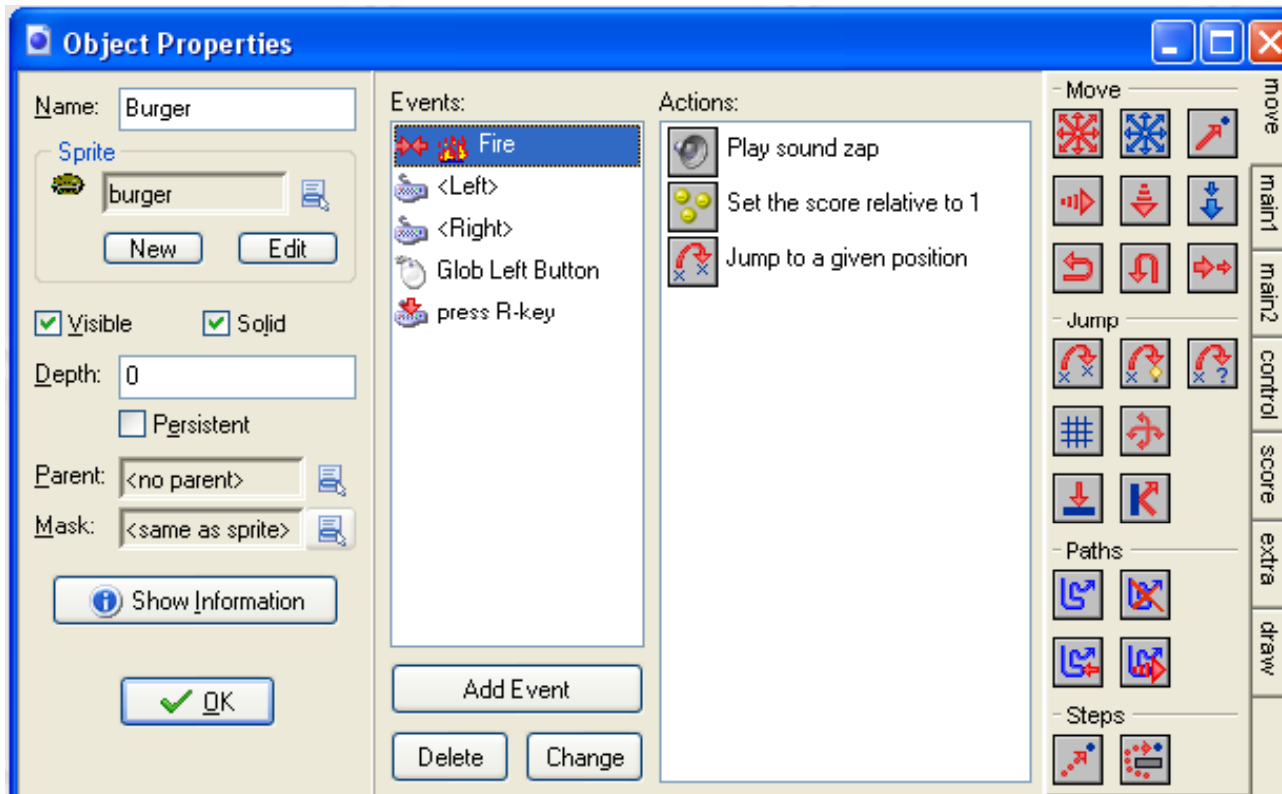 Object Properties
Name: Burger
Sprite
burger
New Edit
Visible Solid
Depth: 0
Persistent
Parent: <no parent>
Mask: <same as sprite>
Show Information
OK
Events:
Fire
<Left>
<Right>
Glob Left Button
press R-key
Add Event
Delete Change
Actions:
Play sound zap
Set the score relative to 1
Jump to a given position
Move
Jump
Paths
Steps
move
main1
main2
control
score
extra
draw